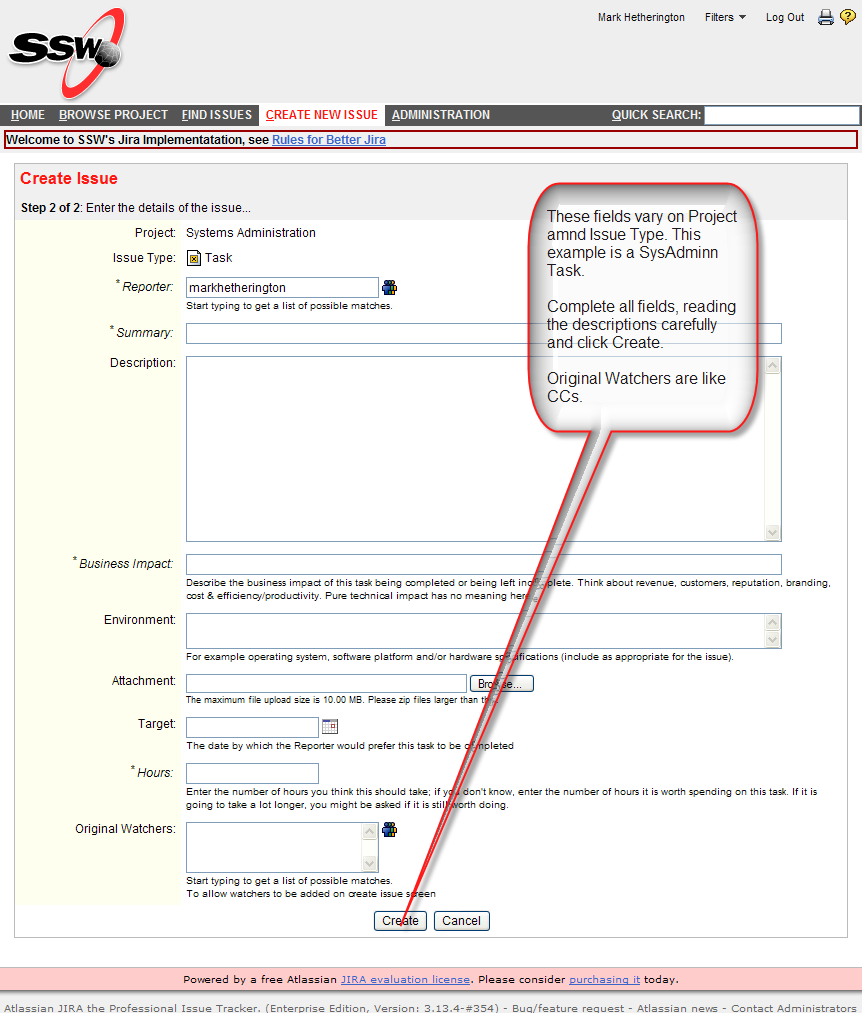 Mark Hetherington Filters Log Out
SSW
HOME BROWSE PROJECT FIND ISSUES CREATE NEW ISSUE ADMINISTRATION QUICK SEARCH:
Welcome to SSW's Jira Implementatation, see Rules for Better Jira
Create Issue
Step 2 of 2: Enter the details of the issue...
Project: Systems Administration
Issue Type: Task
* Reporter: markhetherington
Start typing to get a list of possible matches.
* Summary:
Description:
These fields vary on Project
amnd Issue Type. This
example is a SysAdminn
Task.
Complete all fields, reading
the descriptions carefully
and click Create.
Original Watchers are like
CCs.
* Business Impact:
Describe the business impact of this task being completed or being left incomplete. Think about revenue, customers, reputation, branding,
cost & efficiency/productivity. Pure technical impact has no meaning here.
Environment:
For example operating system, software platform and/or hardware specifications (include as appropriate for the issue).
Attachment: Browse...
The maximum file upload size is 10.00 MB. Please zip files larger than
Target:
The date by which the Reporter would prefer this task to be completed
* Hours:
Enter the number of hours you think this should take; if you don't know, enter the number of hours it is worth spending on this task. If it is
going to take a lot longer, you might be asked if it is still worth doing.
Original Watchers:
Start typing to get a list of possible matches.
To allow watchers to be added on create issue screen
Create Cancel
Powered by a free Atlassian JIRA evaluation license. Please consider purchasing it today.
Atlassian JIRA the Professional Issue Tracker. (Enterprise Edition, Version: 3.13.4-#354) - Bug/feature request - Atlassian news - Contact Administrators